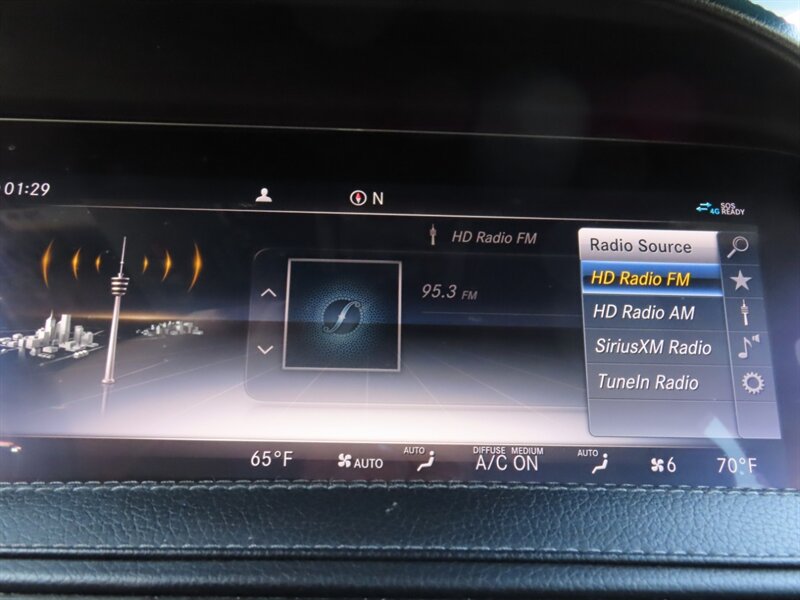 01:29
N
SOS
4G READY
HD Radio FM
95.3 FM
Radio Source
HD Radio FM
HD Radio AM
SiriusXM Radio
TuneIn Radio
65°F
AUTO
AUTO
DIFFUSE MEDIUM
A/C ON
AUTO
6
70°F